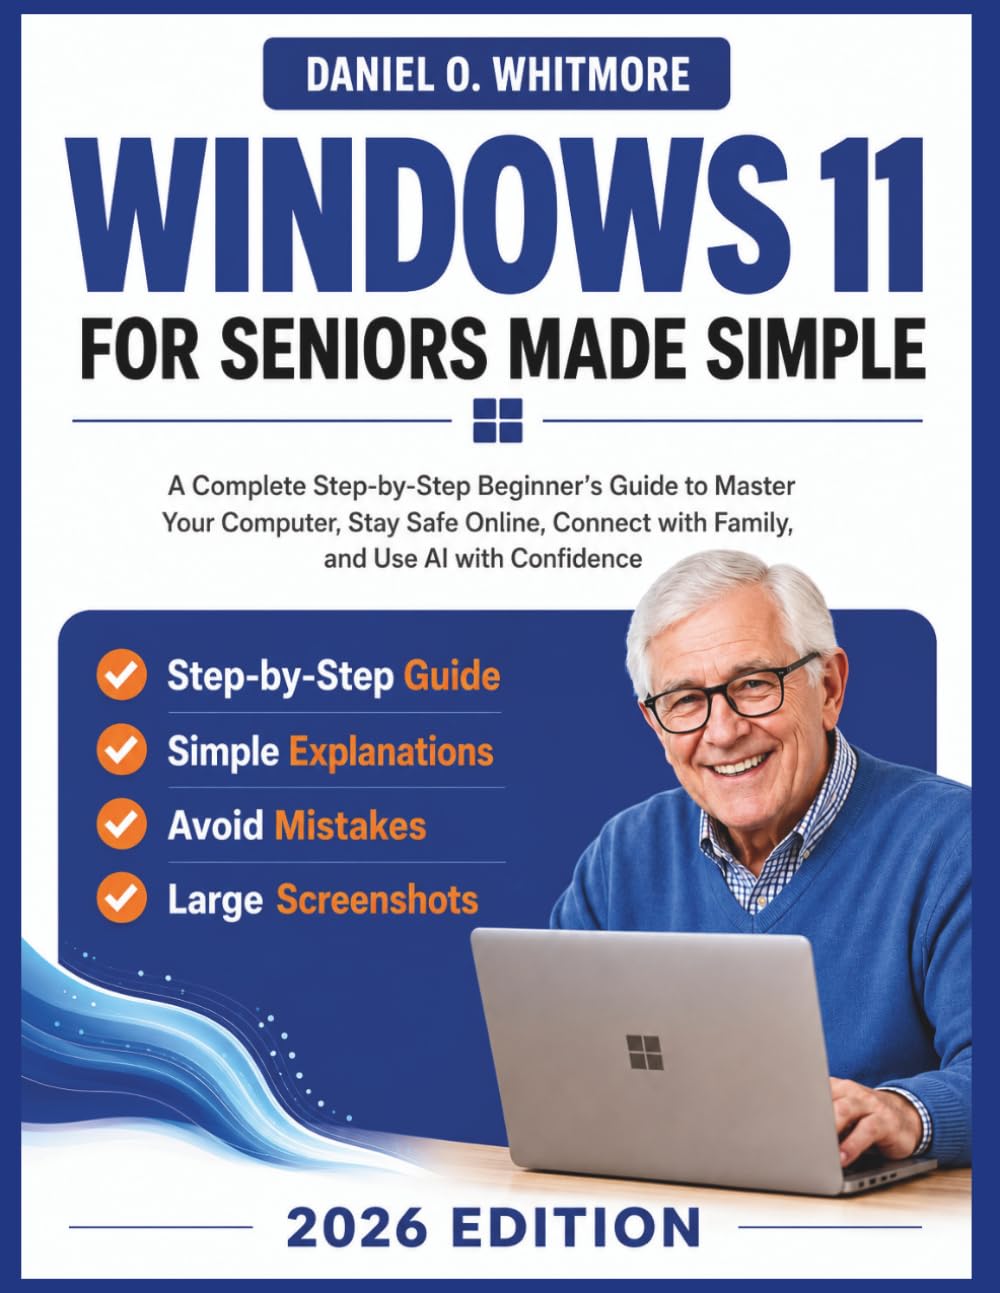 DANIEL O. WHITMORE
WINDOWS 11
FOR SENIORS MADE SIMPLE
A Complete Step-by-Step Beginner's Guide to Master
Your Computer, Stay Safe Online, Connect with Family,
and Use AI with Confidence
Step-by-Step Guide
Simple Explanations
Avoid Mistakes
Large Screenshots
2026 EDITION